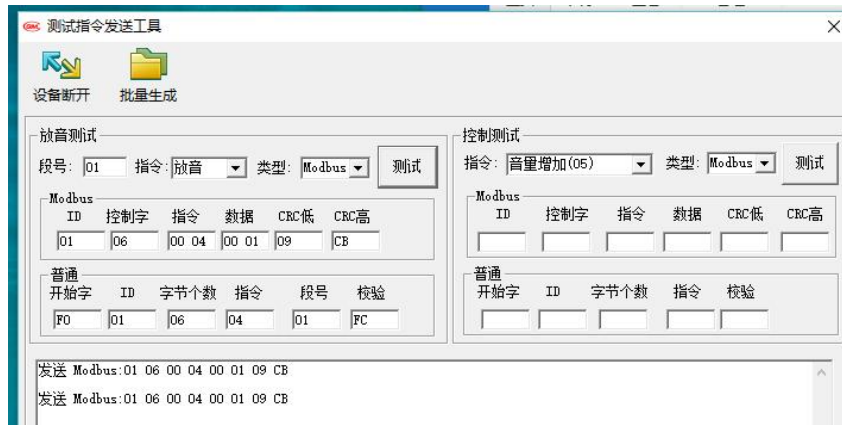 测试指令发送工具
设备断开 批量生成
放音测试
段号: 01 指令: 放音 类型: Modbus 测试
Modbus
ID 控制字 指令 数据 CRC低 CRC高
01 06 00 04 00 01 09 CB
普通
开始字 ID 字节个数 指令 段号 校验
F0 01 06 04 01 FC
控制测试
指令: 音量增加(05) 类型: Modbus 测试
Modbus
ID 控制字 指令 数据 CRC低 CRC高
普通
开始字 ID 字节个数 指令 校验
发送 Modbus:01 06 00 04 00 01 09 CB
发送 Modbus:01 06 00 04 00 01 09 CB